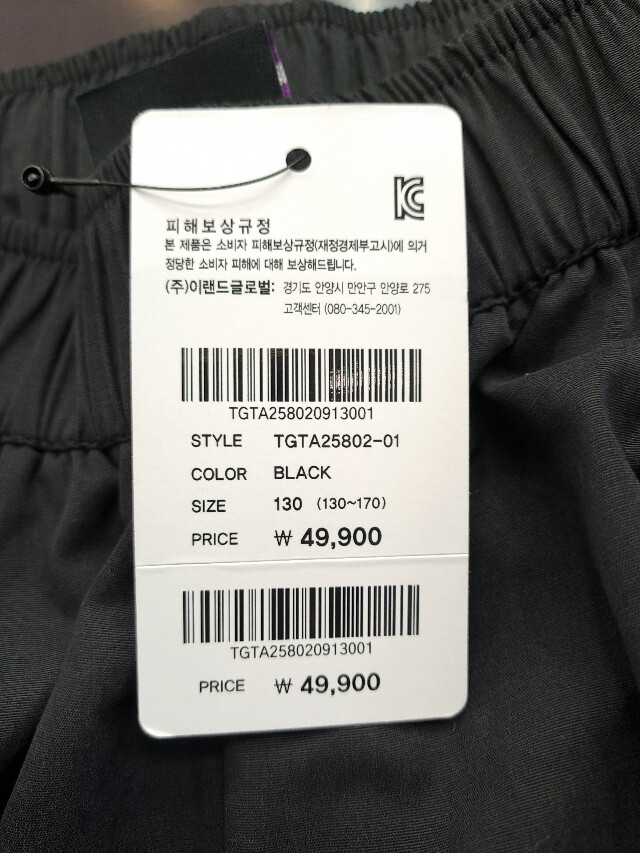 KC
피해보상규정
본 제품은 소비자 피해보상규정(재정경제부고시)에 의거
정당한 소비자 피해에 대해 보상해드립니다.
(주)이랜드글로벌: 경기도 안양시 만안구 안양로 275
고객센터 (080-345-2001)
TGTA258020913001
STYLE TGTA25802-01
COLOR BLACK
SIZE 130 (130~170)
PRICE ₩ 49,900
TGTA258020913001
PRICE ₩ 49,900